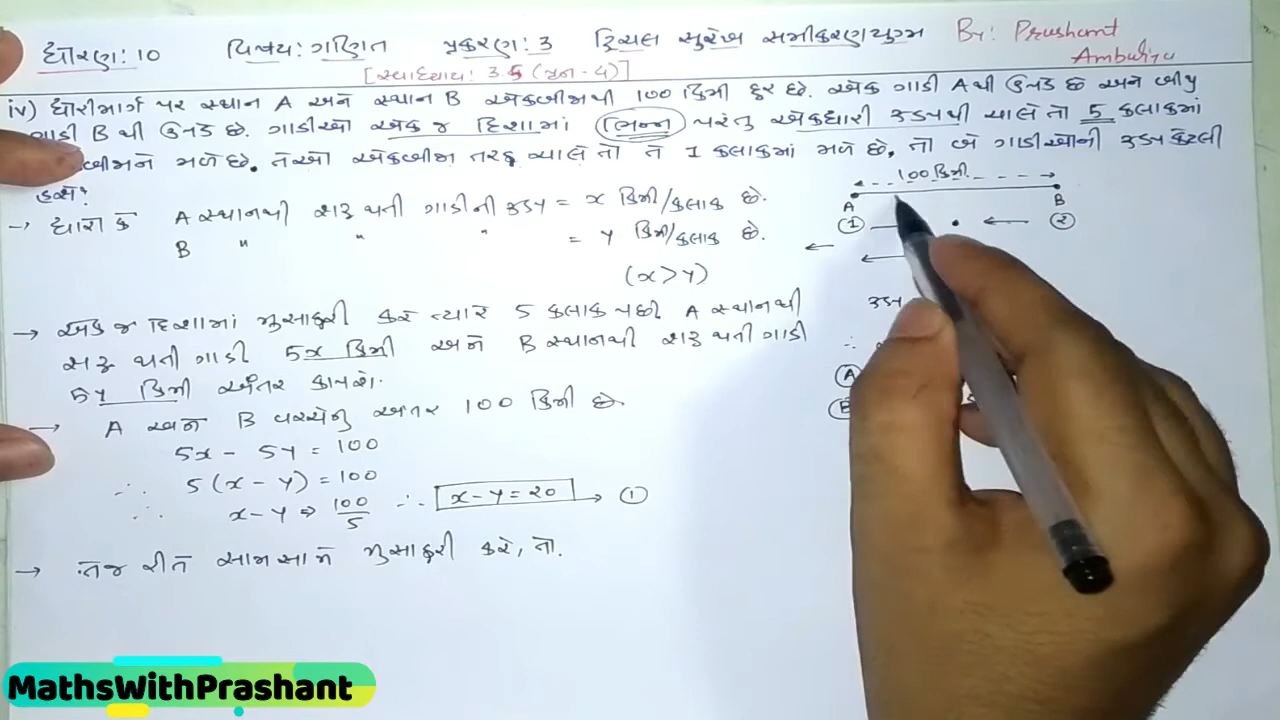 ધોરણ: 10 વિષય: ગણિત પ્રકરણ: 3 દ્વિચલ સુરેખ સમીકરણયુગ્મ By: Prashant Ambaliya
[સ્વાધ્યાય: 3.5 (પ્રશ્ન - 4)]
iv) ધોરીમાર્ગ પર સ્થાન A અને સ્થાન B એકબીજાથી 100 કિમી દુર છે. એક ગાડી A થી ઉપડે છે અને બીજી
ગાડી B થી ઉપડે છે. ગાડીઓ એક જ દિશામાં ભિન્ન પરંતુ એકધારી ઝડપથી ચાલે તો 5 કલાકમાં
મળે છે. તેઓ એકબીજા તરફ ચાલે તો તે 1 કલાકમાં મળે છે, તો બે ગાડીઓની ઝડપ કેટલી
હશે?
→ ધારો કે A સ્થાનથી શરૂ થતી ગાડીની ઝડપ = x કિમી/કલાક છે.
B " " " = y કિમી/કલાક છે.
(x > y)
100 કિમી.
A B
① ②
ઝડપ
A
B
→ એક જ દિશામાં મુસાફરી કરે ત્યારે 5 કલાક પછી A સ્થાનથી
શરૂ થતી ગાડી 5x કિમી અને B સ્થાનથી શરૂ થતી ગાડી
5y કિમી અંતર કાપશે.
→ A અને B વચ્ચેનુ અંતર 100 કિમી છે.
5x - 5y = 100
∴ 5(x - y) = 100
∴ x - y ⇒ 100/5 ∴ x - y = 20 → ①
→ તેજ રીતે સામસામે મુસાફરી કરે, તો.
MathsWithPrashant